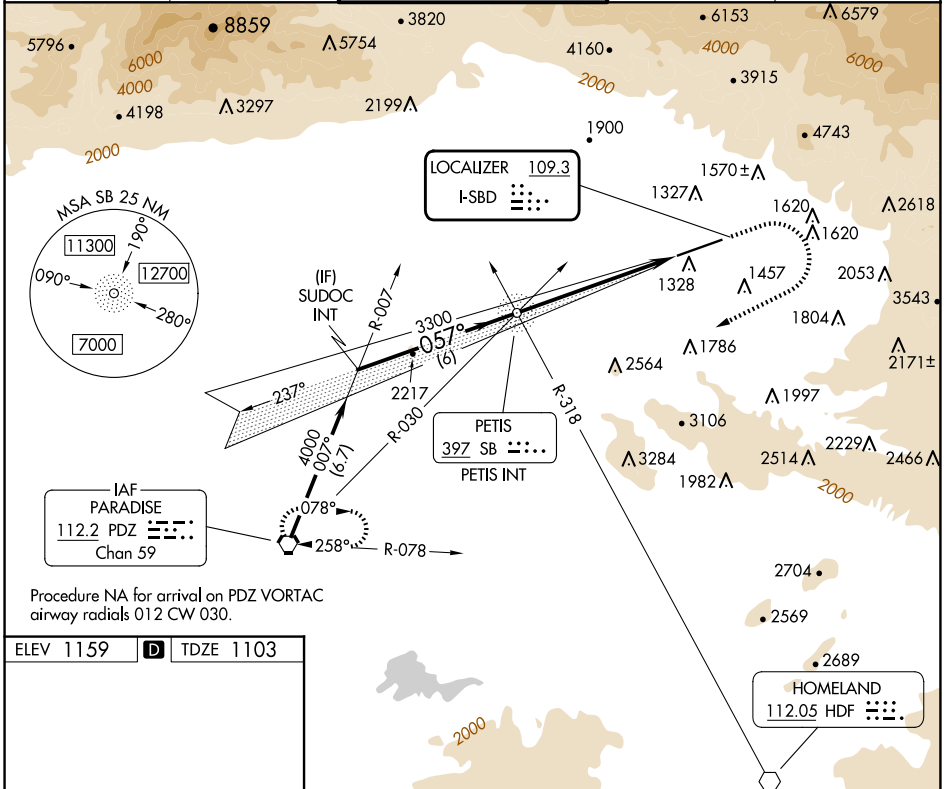 5796
8859
5754
3820
6153
6579
4160
4000
6000
6000
4000
2000
3915
4198
3297
2199
2000
1900
4743
LOCALIZER 109.3
I-SBD
1570±
1327
1620
1620
2618
MSA SB 25 NM
11300
190°
12700
090°
280°
7000
(IF)
SUDOC
INT
R-007
3300
057°
(6)
1328
1457
2053
3543
1804
237°
2217
R-030
1786
2564
2171±
R-318
1997
4000
007°
(6.7)
PETIS
397 SB
PETIS INT
3106
3284
2229
2514
2466
1982
2000
IAF
PARADISE
112.2 PDZ
Chan 59
078°
258°
R-078
Procedure NA for arrival on PDZ VORTAC
airway radials 012 CW 030.
2704
2569
2689
ELEV 1159 D TDZE 1103
HOMELAND
112.05 HDF
2000